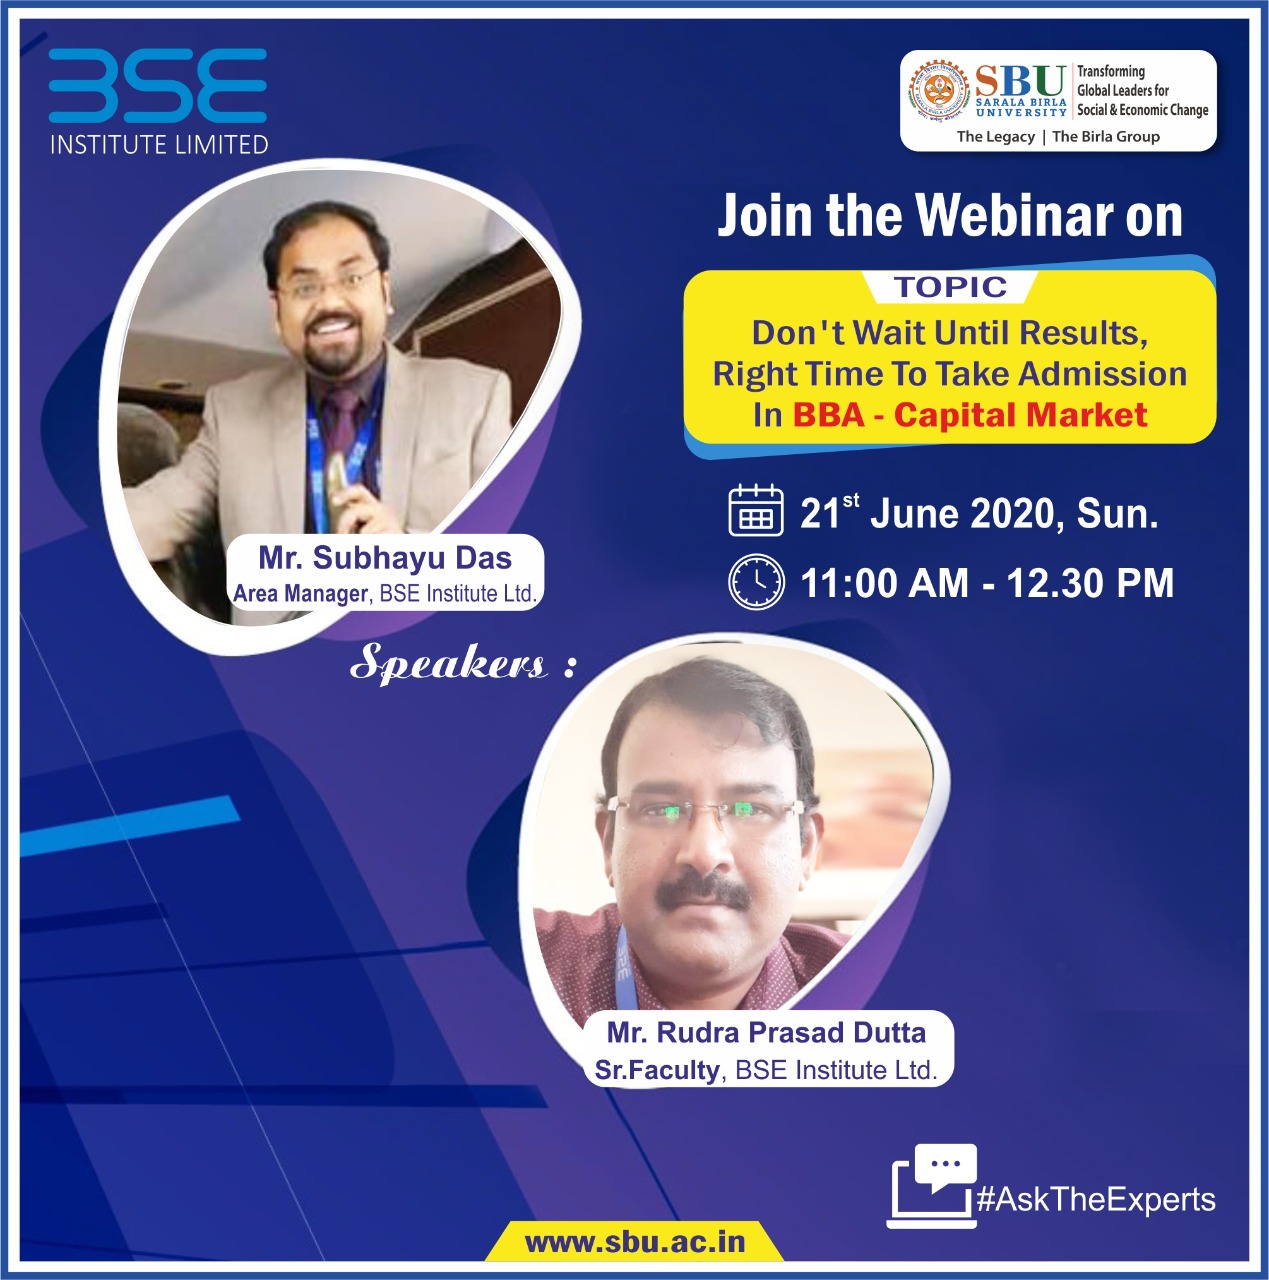 BSE
INSTITUTE LIMITED
SBU
SARALA BIRLA
UNIVERSITY
Transforming
Global Leaders for
Social & Economic Change
The Legacy | The Birla Group
Join the Webinar on
TOPIC
Don't Wait Until Results,
Right Time To Take Admission
In BBA - Capital Market
21st June 2020, Sun.
11:00 AM - 12.30 PM
Mr. Subhayu Das
Area Manager, BSE Institute Ltd.
Speakers :
BSE
Mr. Rudra Prasad Dutta
Sr.Faculty, BSE Institute Ltd.
#AskTheExperts
www.sbu.ac.in